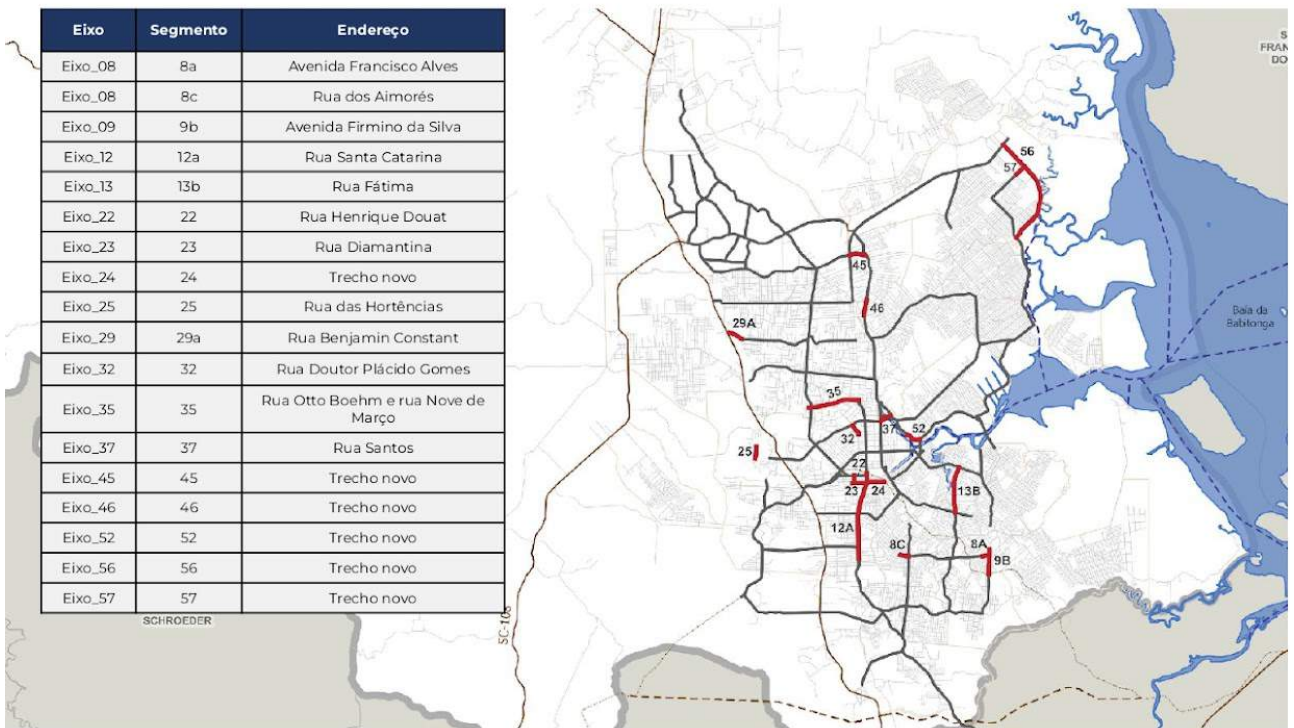 Eixo Segmento Endereço
Eixo_08 8a Avenida Francisco Alves
Eixo_08 8c Rua dos Aimorés
Eixo_09 9b Avenida Firmino da Silva
Eixo_12 12a Rua Santa Catarina
Eixo_13 13b Rua Fátima
Eixo_22 22 Rua Henrique Douat
Eixo_23 23 Rua Diamantina
Eixo_24 24 Trecho novo
Eixo_25 25 Rua das Hortências
Eixo_29 29a Rua Benjamin Constant
Eixo_32 32 Rua Doutor Plácido Gomes
Eixo_35 35 Rua Otto Boehm e rua Nove de
Março
Eixo_37 37 Rua Santos
Eixo_45 45 Trecho novo
Eixo_46 46 Trecho novo
Eixo_52 52 Trecho novo
Eixo_56 56 Trecho novo
Eixo_57 57 Trecho novo
SCHROEDER
SC-108
S
FRAN
DO
56
57
45
46
29A
Baía da
Babitonga
35
37
52
32
25
22
23
24
13B
12A
8C
8A
9B